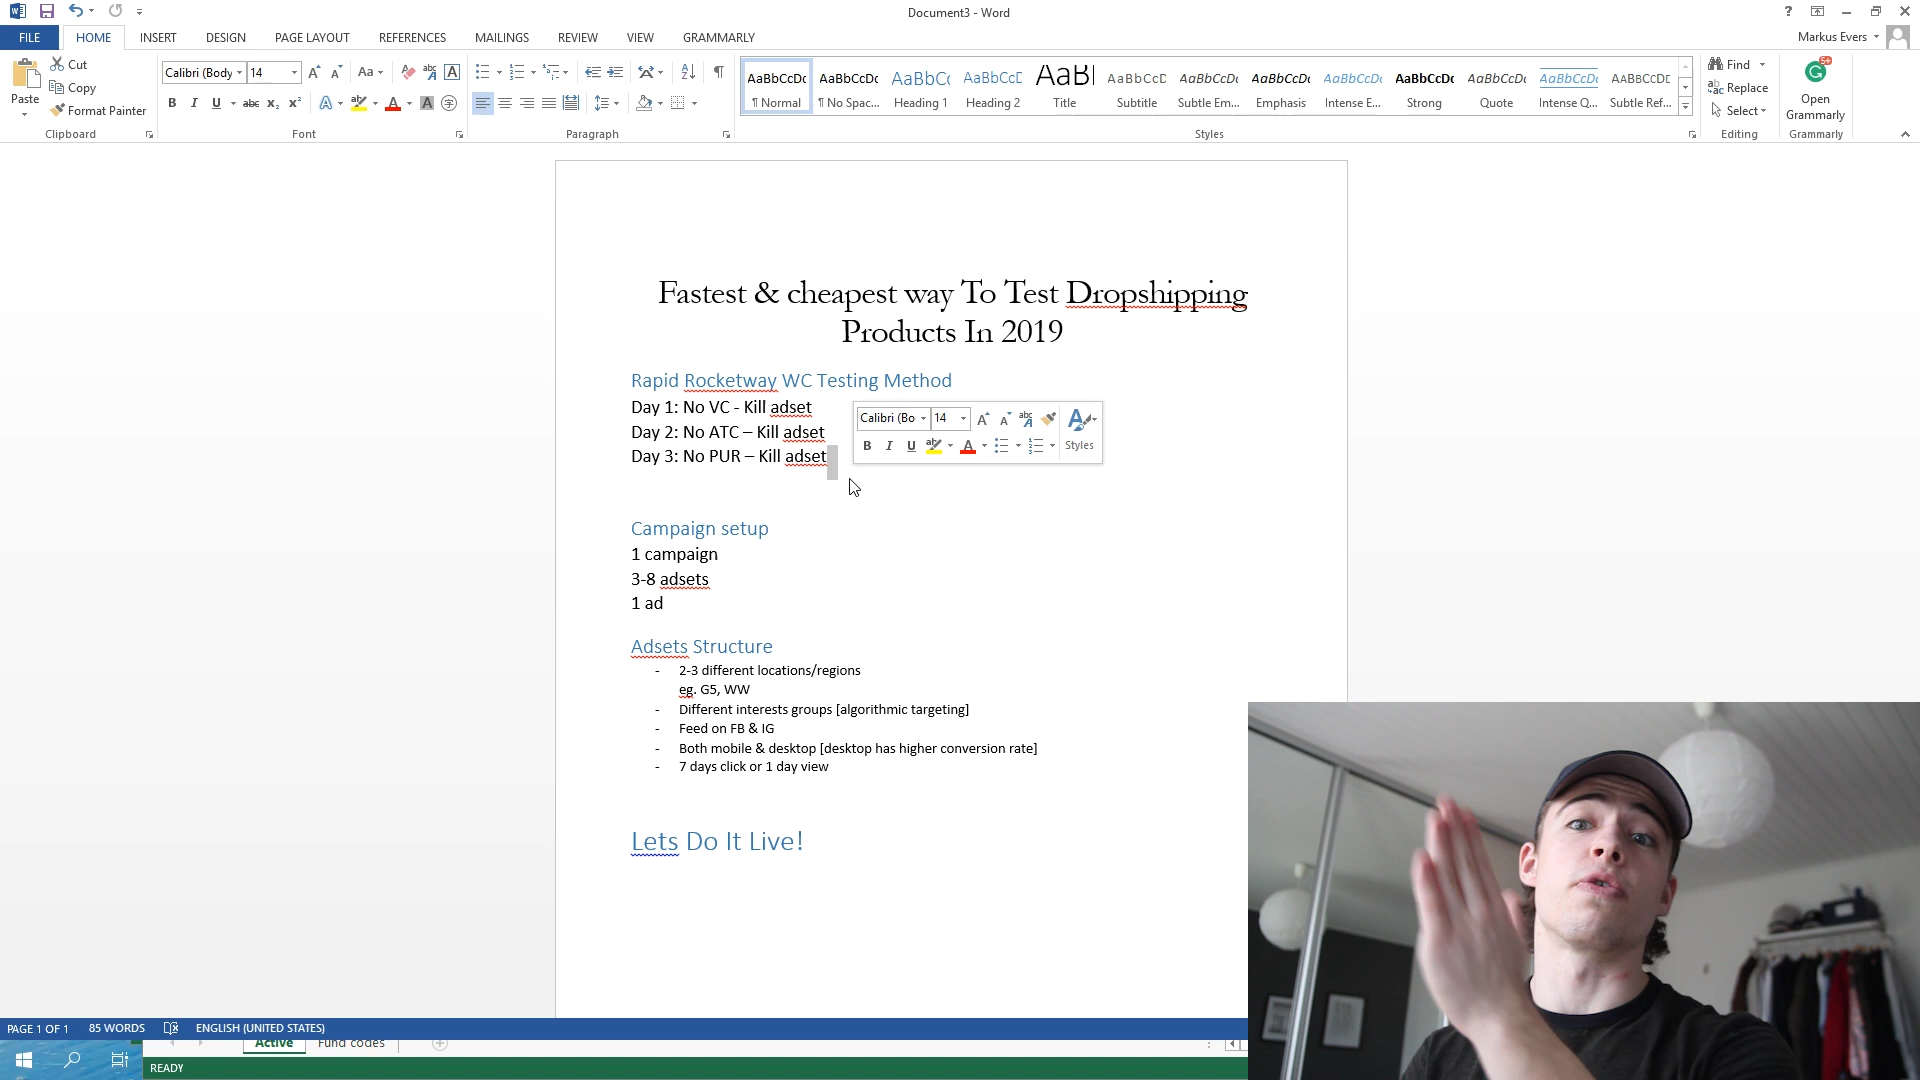 Document3 - Word
FILE HOME INSERT DESIGN PAGE LAYOUT REFERENCES MAILINGS REVIEW VIEW GRAMMARLY
Markus Evers
Paste
Cut
Copy
Format Painter
Clipboard
Calibri (Body 14
Font
Paragraph
AaBbCcDc AaBbCcDc AaBbCc AaBbCcC AaBl AaBbCcD AaBbCcDc AaBbCcDc AaBbCcDc AaBbCcDc AaBbCcDc AaBbCcDc AABBCCDE
¶ Normal ¶ No Spac... Heading 1 Heading 2 Title Subtitle Subtle Em... Emphasis Intense E... Strong Quote Intense Q... Subtle Ref...
Styles
Find
Replace
Select
Editing
5+
Open
Grammarly
Grammarly
Fastest & cheapest way To Test Dropshipping
Products In 2019
Rapid Rocketway WC Testing Method
Day 1: No VC - Kill adset
Day 2: No ATC – Kill adset
Day 3: No PUR – Kill adset
Calibri (Bo 14
Styles
Campaign setup
1 campaign
3-8 adsets
1 ad
Adsets Structure
- 2-3 different locations/regions
eg. G5, WW
- Different interests groups [algorithmic targeting]
- Feed on FB & IG
- Both mobile & desktop [desktop has higher conversion rate]
- 7 days click or 1 day view
Lets Do It Live!
PAGE 1 OF 1 85 WORDS ENGLISH (UNITED STATES)
Active Fund codes
READY